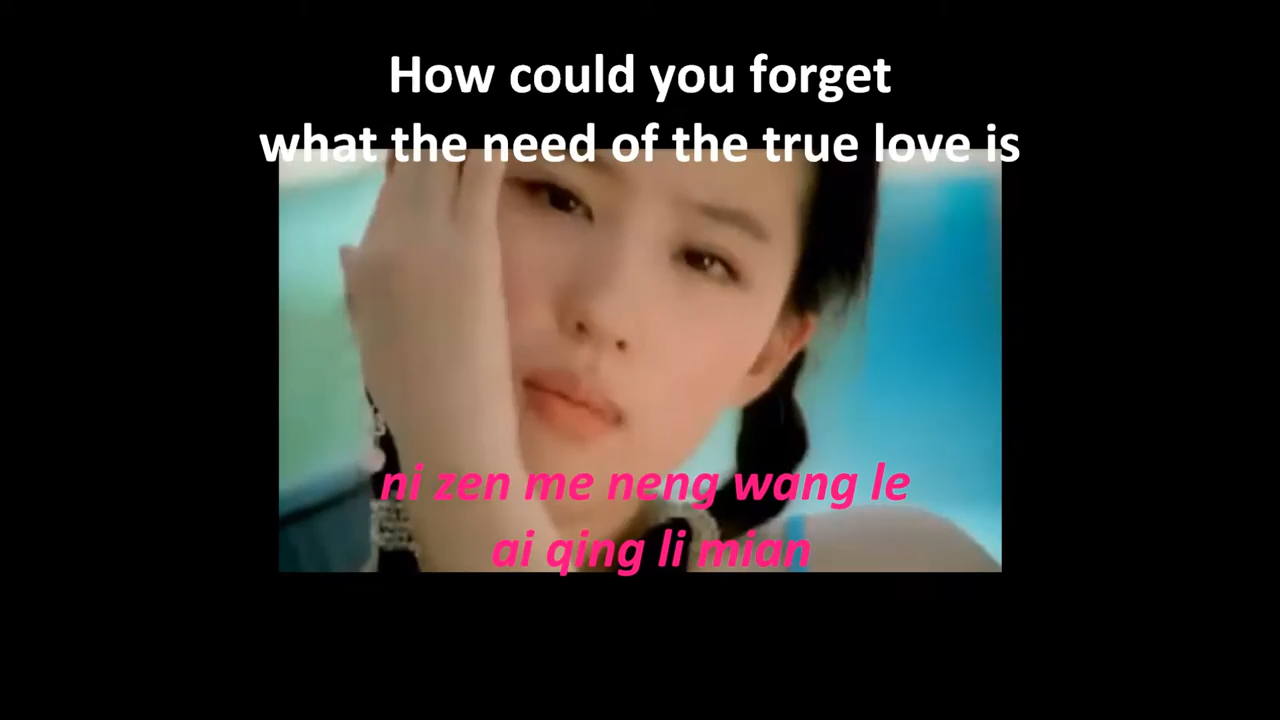 How could you forget
what the need of the true love is
ni zen me neng wang le
ai qing li mian